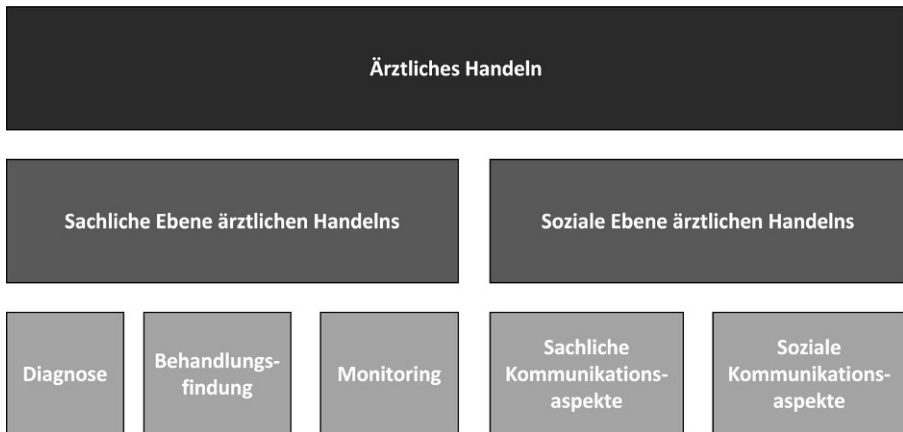 Ärztliches Handeln
Sachliche Ebene ärztlichen Handelns
Soziale Ebene ärztlichen Handelns
Diagnose
Behandlungs-
findung
Monitoring
Sachliche
Kommunikations-
aspekte
Soziale
Kommunikations-
aspekte